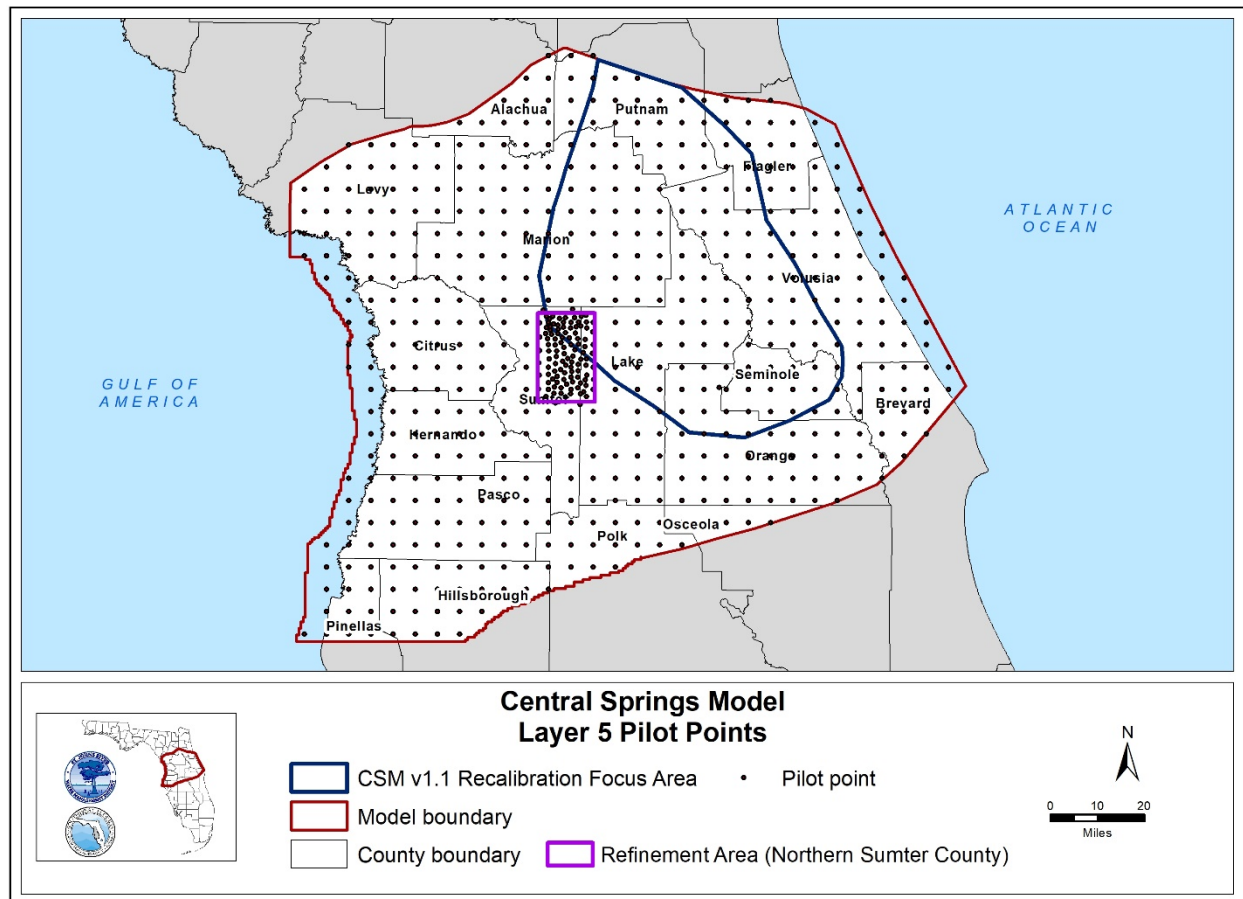 Alachua
Putnam
Flagler
Levy
ATLANTIC
OCEAN
Marion
Volusia
Citrus
Lake
Seminole
GULF OF
AMERICA
Sumter
Brevard
Hernando
Orange
Pasco
Osceola
Polk
Hillsborough
Pinellas
Central Springs Model
Layer 5 Pilot Points
CSM v1.1 Recalibration Focus Area
Pilot point
Model boundary
County boundary
Refinement Area (Northern Sumter County)
N
0 10 20
Miles